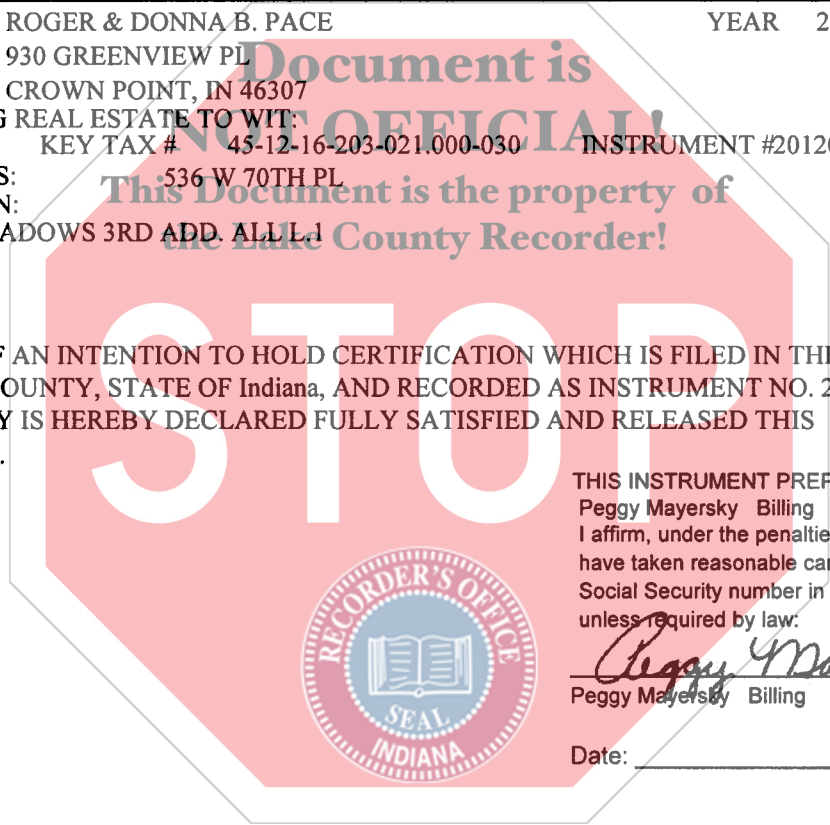 ROGER & DONNA B. PACE YEAR 2
930 GREENVIEW PL
CROWN POINT, IN 46307
G REAL ESTATE TO WIT:
KEY TAX # 45-12-16-203-021.000-030 INSTRUMENT #20120
S: 536 W 70TH PL
N:
ADOWS 3RD ADD. ALL L.1
Document is
NOT OFFICIAL!
This Document is the property of
the Lake County Recorder!
STOP
F AN INTENTION TO HOLD CERTIFICATION WHICH IS FILED IN THE
OUNTY, STATE OF Indiana, AND RECORDED AS INSTRUMENT NO. 2
Y IS HEREBY DECLARED FULLY SATISFIED AND RELEASED THIS
.
THIS INSTRUMENT PREP
Peggy Mayersky Billing
I affirm, under the penaltie
have taken reasonable car
Social Security number in
unless required by law:
Peggy Ma
Peggy Mayersky Billing
Date:
RECORDER'S OFFICE
SEAL
INDIANA